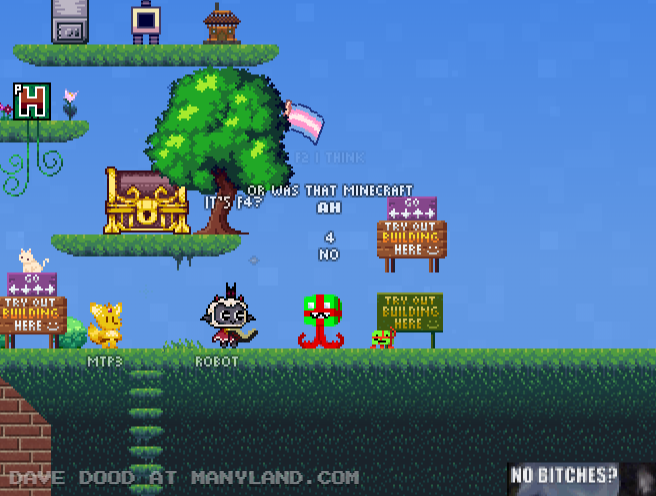 P
H
F2 I THINK
OR WAS THAT MINECRAFT
IT'S F4?
AH
4
NO
GO
TRY OUT
BUILDING
HERE
GO
TRY OUT
BUILDING
HERE
TRY OUT
BUILDING
HERE
MTP3
ROBOT
DAVE DOOD AT MANYLAND.COM
NO BITCHES?